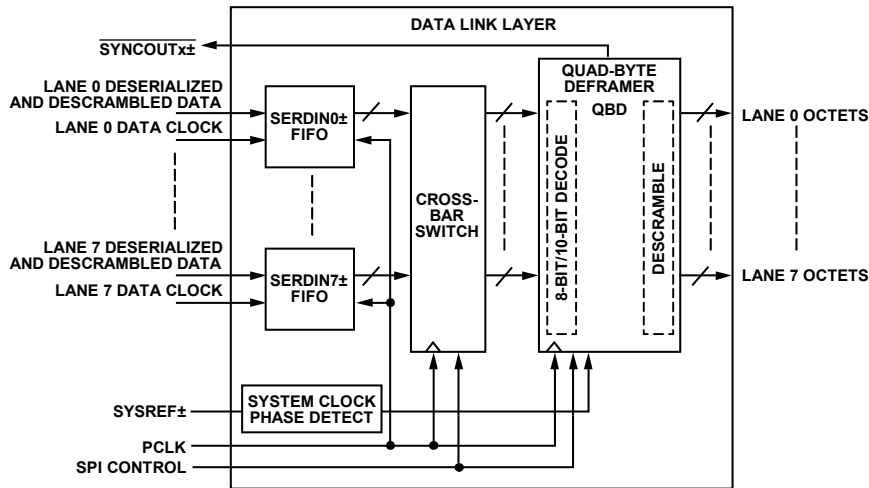 DATA LINK LAYER
SYNCOUTx±
LANE 0 DESERIALIZED
AND DESCRAMBLED DATA
LANE 0 DATA CLOCK
LANE 7 DESERIALIZED
AND DESCRAMBLED DATA
LANE 7 DATA CLOCK
SYSREF±
PCLK
SPI CONTROL
SERDIN0±
FIFO
SERDIN7±
FIFO
SYSTEM CLOCK
PHASE DETECT
CROSS-
BAR
SWITCH
QUAD-BYTE
DEFRAMER
QBD
8-BIT/10-BIT DECODE
DESCRAMBLE
LANE 0 OCTETS
LANE 7 OCTETS